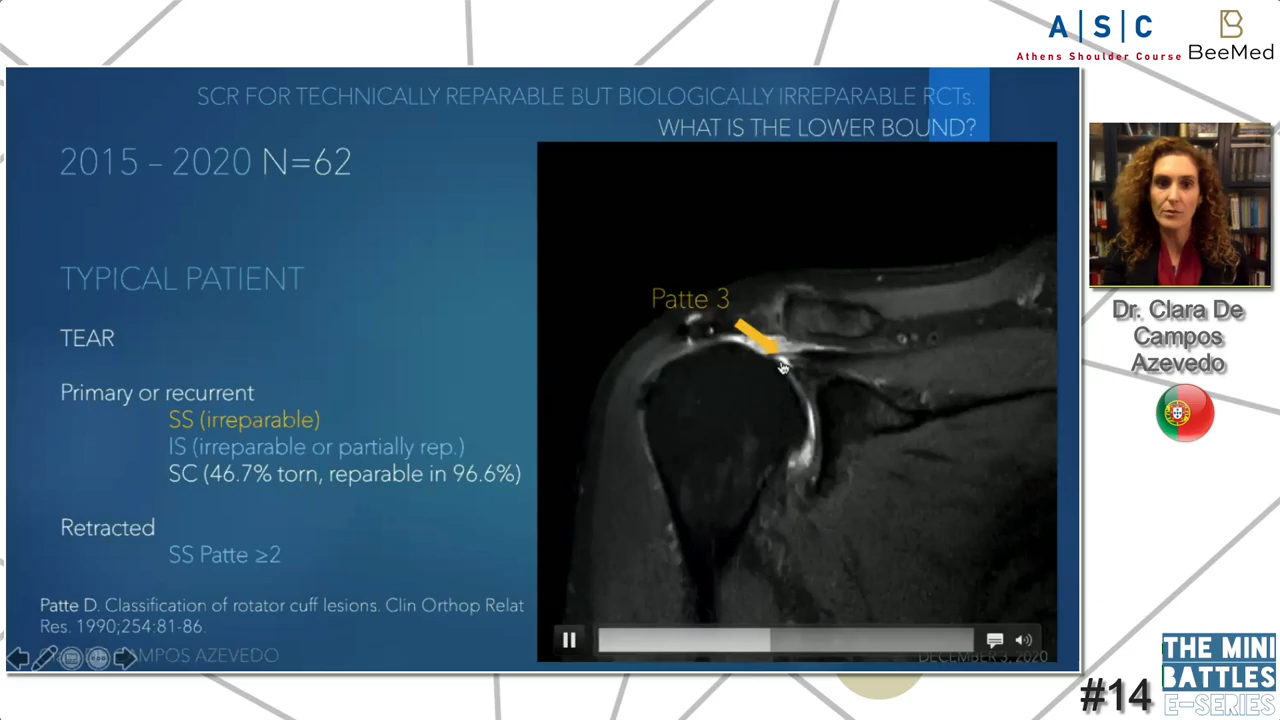 A|S|C
Athens Shoulder Course
BeeMed
SCR FOR TECHNICALLY REPARABLE BUT BIOLOGICALLY IRREPARABLE RCTs.
WHAT IS THE LOWER BOUND?
2015 – 2020 N=62
TYPICAL PATIENT
TEAR
Primary or recurrent
SS (irreparable)
IS (irreparable or partially rep.)
SC (46.7% torn, reparable in 96.6%)
Retracted
SS Patte ≥2
Patte D. Classification of rotator cuff lesions. Clin Orthop Relat
Res. 1990;254:81-86.
CAMPOS AZEVEDO
Patte 3
DECEMBER 3, 2020
Dr. Clara De
Campos
Azevedo
#14
THE MINI
BATTLES
E-SERIES